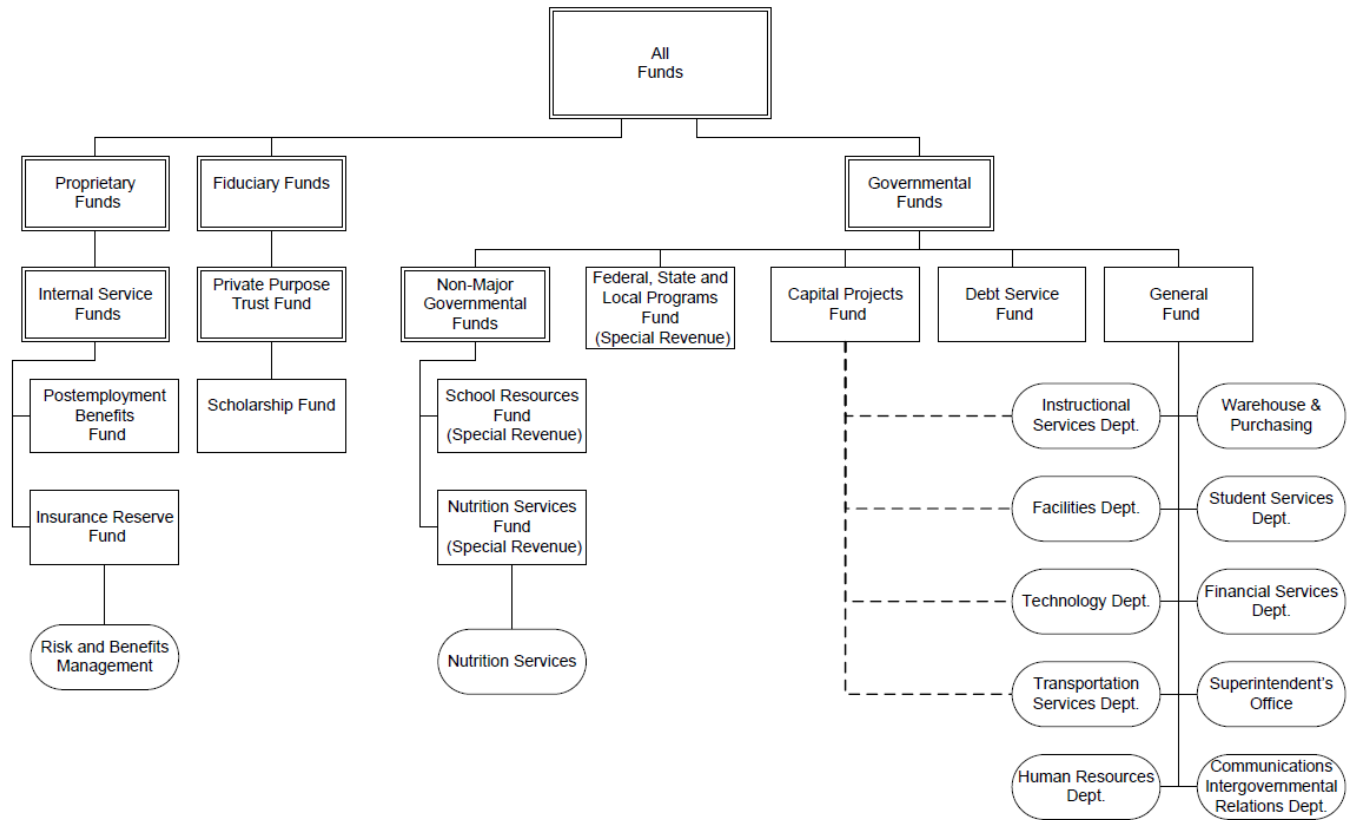 All
Funds
Proprietary
Funds
Fiduciary Funds
Governmental
Funds
Internal Service
Funds
Private Purpose
Trust Fund
Non-Major
Governmental
Funds
Federal, State and
Local Programs
Fund
(Special Revenue)
Capital Projects
Fund
Debt Service
Fund
General
Fund
Postemployment
Benefits
Fund
Scholarship Fund
School Resources
Fund
(Special Revenue)
Instructional
Services Dept.
Warehouse &
Purchasing
Insurance Reserve
Fund
Nutrition Services
Fund
(Special Revenue)
Facilities Dept.
Student Services
Dept.
Technology Dept.
Financial Services
Dept.
Risk and Benefits
Management
Nutrition Services
Transportation
Services Dept.
Superintendent's
Office
Human Resources
Dept.
Communications
Intergovernmental
Relations Dept.